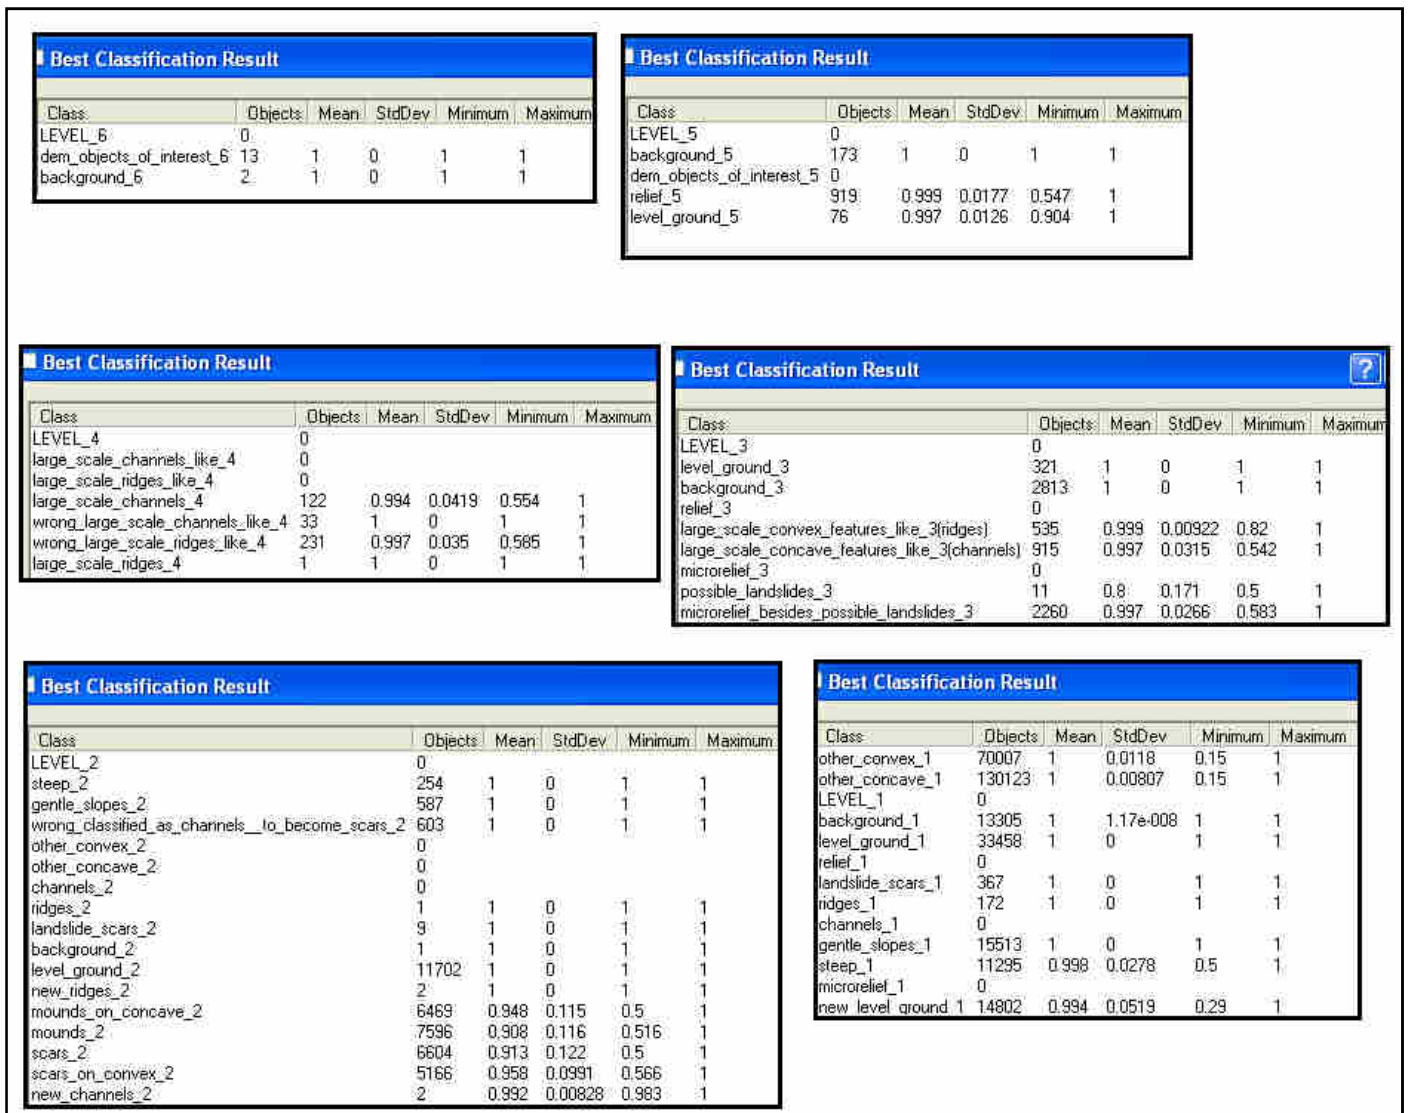 Best Classification Result
Class Objects Mean StdDev Minimum Maximum
LEVEL_6 0
dem_objects_of_interest_6 13 1 0 1 1
background_6 2 1 0 1 1
Best Classification Result
Class Objects Mean StdDev Minimum Maximum
LEVEL_5 0
background_5 173 1 0 1 1
dem_objects_of_interest_5 0
relief_5 919 0.999 0.0177 0.547 1
level_ground_5 76 0.997 0.0126 0.904 1
Best Classification Result
Class Objects Mean StdDev Minimum Maximum
LEVEL_4 0
large_scale_channels_like_4 0
large_scale_ridges_like_4 0
large_scale_channels_4 122 0.994 0.0419 0.554 1
wrong_large_scale_channels_like_4 33 1 0 1 1
wrong_large_scale_ridges_like_4 231 0.997 0.035 0.585 1
large_scale_ridges_4 1 1 0 1 1
Best Classification Result ?
Class Objects Mean StdDev Minimum Maximum
LEVEL_3 0
level_ground_3 321 1 0 1 1
background_3 2813 1 0 1 1
relief_3 0
large_scale_convex_features_like_3(ridges) 535 0.999 0.00922 0.82 1
large_scale_concave_features_like_3(channels) 915 0.997 0.0315 0.542 1
microrelief_3 0
possible_landslides_3 11 0.8 0.171 0.5 1
microrelief_besides_possible_landslides_3 2260 0.997 0.0266 0.583 1
Best Classification Result
Class Objects Mean StdDev Minimum Maximum
LEVEL_2 0
steep_2 254 1 0 1 1
gentle_slopes_2 587 1 0 1 1
wrong_classified_as_channels__to_become_scars_2 603 1 0 1 1
other_convex_2 0
other_concave_2 0
channels_2 0
ridges_2 1 1 0 1 1
landslide_scars_2 9 1 0 1 1
background_2 1 1 0 1 1
level_ground_2 11702 1 0 1 1
new_ridges_2 2 1 0 1 1
mounds_on_concave_2 6469 0.948 0.115 0.5 1
mounds_2 7596 0.908 0.116 0.516 1
scars_2 6604 0.913 0.122 0.5 1
scars_on_convex_2 5166 0.958 0.0991 0.566 1
new_channels_2 2 0.992 0.00828 0.983 1
Best Classification Result
Class Objects Mean StdDev Minimum Maximum
other_convex_1 70007 1 0.0118 0.15 1
other_concave_1 130123 1 0.00807 0.15 1
LEVEL_1 0
background_1 13305 1 1.17e-008 1 1
level_ground_1 33458 1 0 1 1
relief_1 0
landslide_scars_1 367 1 0 1 1
ridges_1 172 1 0 1 1
channels_1 0
gentle_slopes_1 15513 1 0 1 1
steep_1 11295 0.998 0.0278 0.5 1
microrelief_1 0
new_level_ground_1 14802 0.994 0.0519 0.29 1